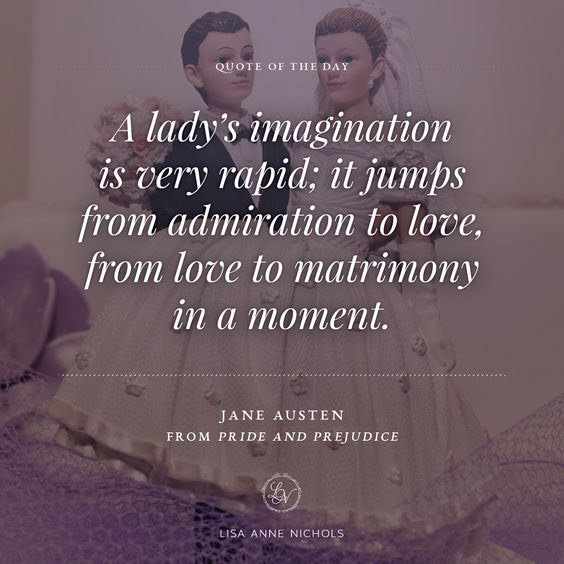 QUOTE OF THE DAY
A lady’s imagination
is very rapid; it jumps
from admiration to love,
from love to matrimony
in a moment.
JANE AUSTEN
FROM PRIDE AND PREJUDICE
LN
LISA ANNE NICHOLS